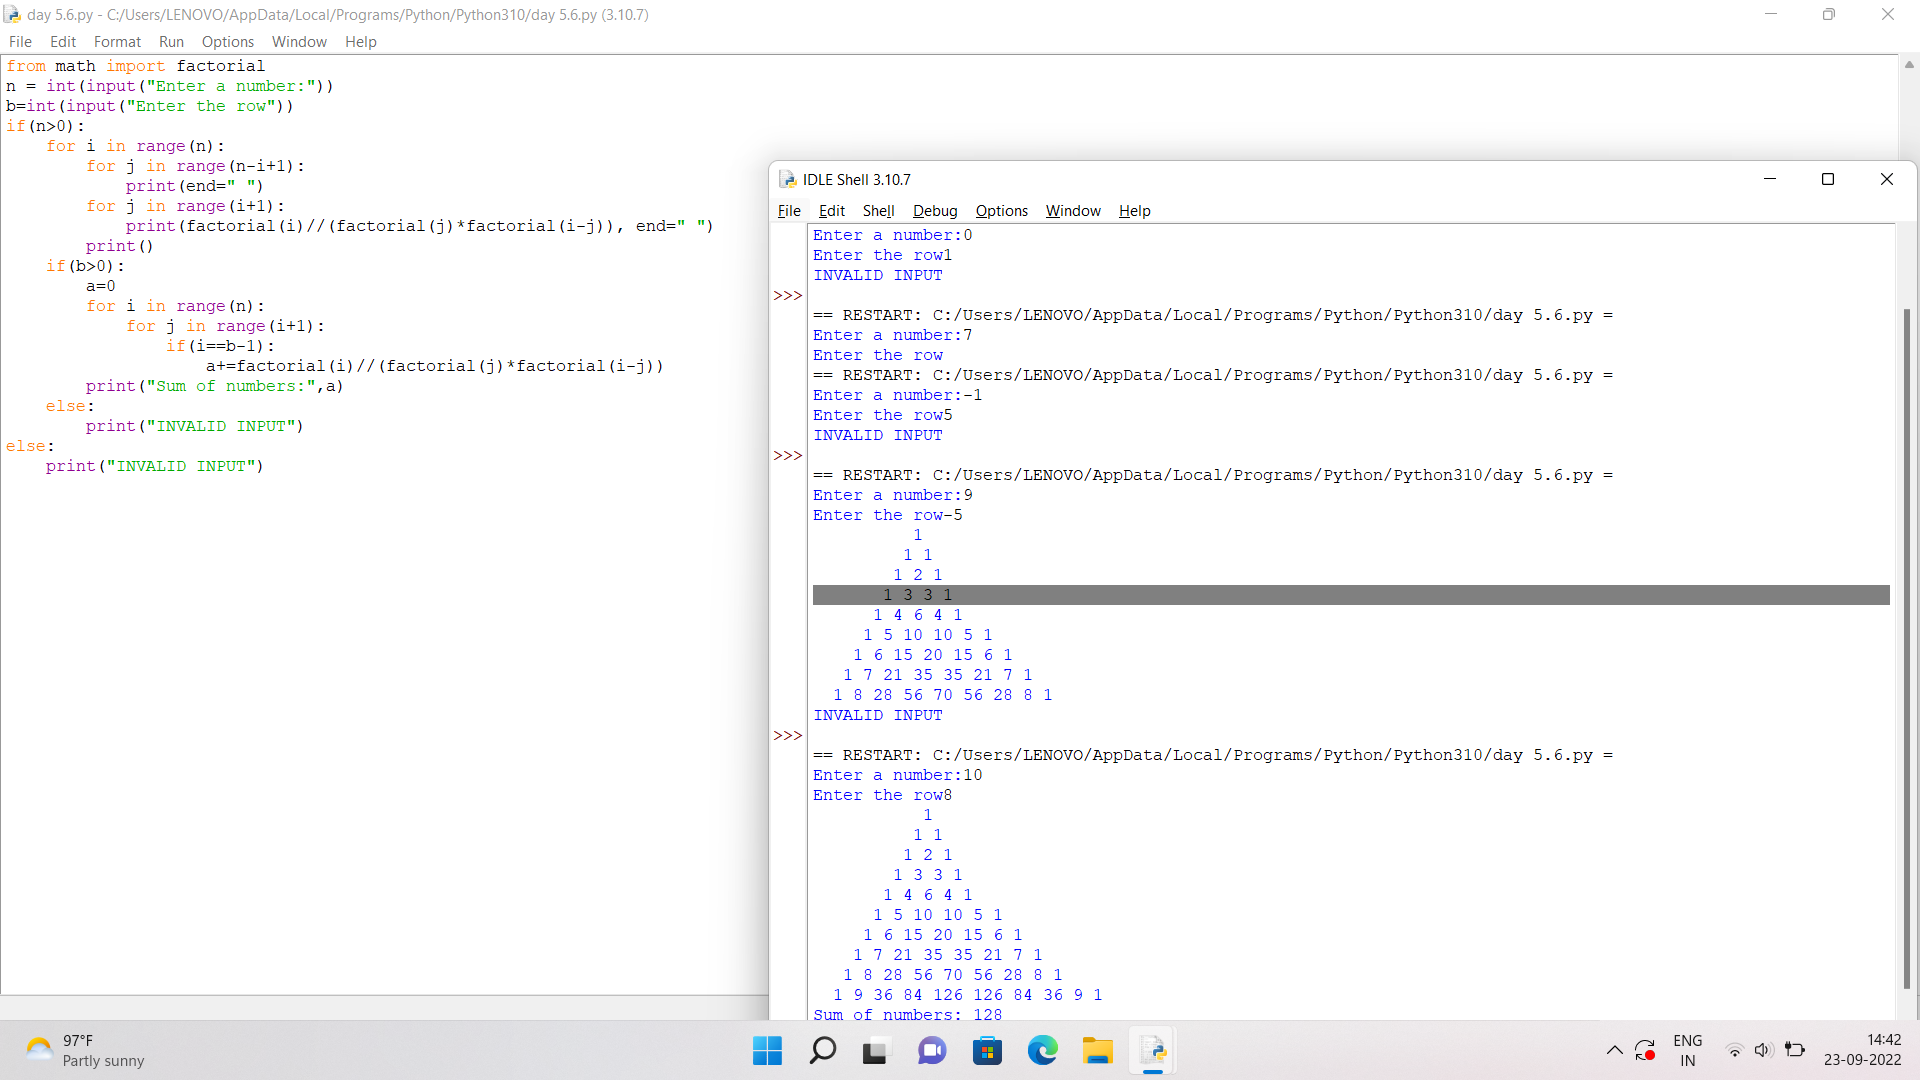 day 5.6.py - C:/Users/LENOVO/AppData/Local/Programs/Python/Python310/day 5.6.py (3.10.7)
File Edit Format Run Options Window Help
from math import factorial
n = int(input("Enter a number:"))
b=int(input("Enter the row"))
if(n>0):
    for i in range(n):
        for j in range(n-i+1):
            print(end=" ")
        for j in range(i+1):
            print(factorial(i)//(factorial(j)*factorial(i-j)), end=" ")
        print()
    if(b>0):
        a=0
        for i in range(n):
            for j in range(i+1):
                if(i==b-1):
                    a+=factorial(i)//(factorial(j)*factorial(i-j))
        print("Sum of numbers:",a)
    else:
        print("INVALID INPUT")
else:
    print("INVALID INPUT")
IDLE Shell 3.10.7
File Edit Shell Debug Options Window Help
Enter a number:0
Enter the row1
INVALID INPUT
>>>
== RESTART: C:/Users/LENOVO/AppData/Local/Programs/Python/Python310/day 5.6.py =
Enter a number:7
Enter the row
== RESTART: C:/Users/LENOVO/AppData/Local/Programs/Python/Python310/day 5.6.py =
Enter a number:-1
Enter the row5
INVALID INPUT
>>>
== RESTART: C:/Users/LENOVO/AppData/Local/Programs/Python/Python310/day 5.6.py =
Enter a number:9
Enter the row-5
          1
         1 1
        1 2 1
       1 3 3 1
      1 4 6 4 1
     1 5 10 10 5 1
    1 6 15 20 15 6 1
   1 7 21 35 35 21 7 1
  1 8 28 56 70 56 28 8 1
INVALID INPUT
>>>
== RESTART: C:/Users/LENOVO/AppData/Local/Programs/Python/Python310/day 5.6.py =
Enter a number:10
Enter the row8
           1
          1 1
         1 2 1
        1 3 3 1
       1 4 6 4 1
      1 5 10 10 5 1
     1 6 15 20 15 6 1
    1 7 21 35 35 21 7 1
   1 8 28 56 70 56 28 8 1
  1 9 36 84 126 126 84 36 9 1
Sum of numbers: 128
97°F
Partly sunny
ENG
IN
14:42
23-09-2022